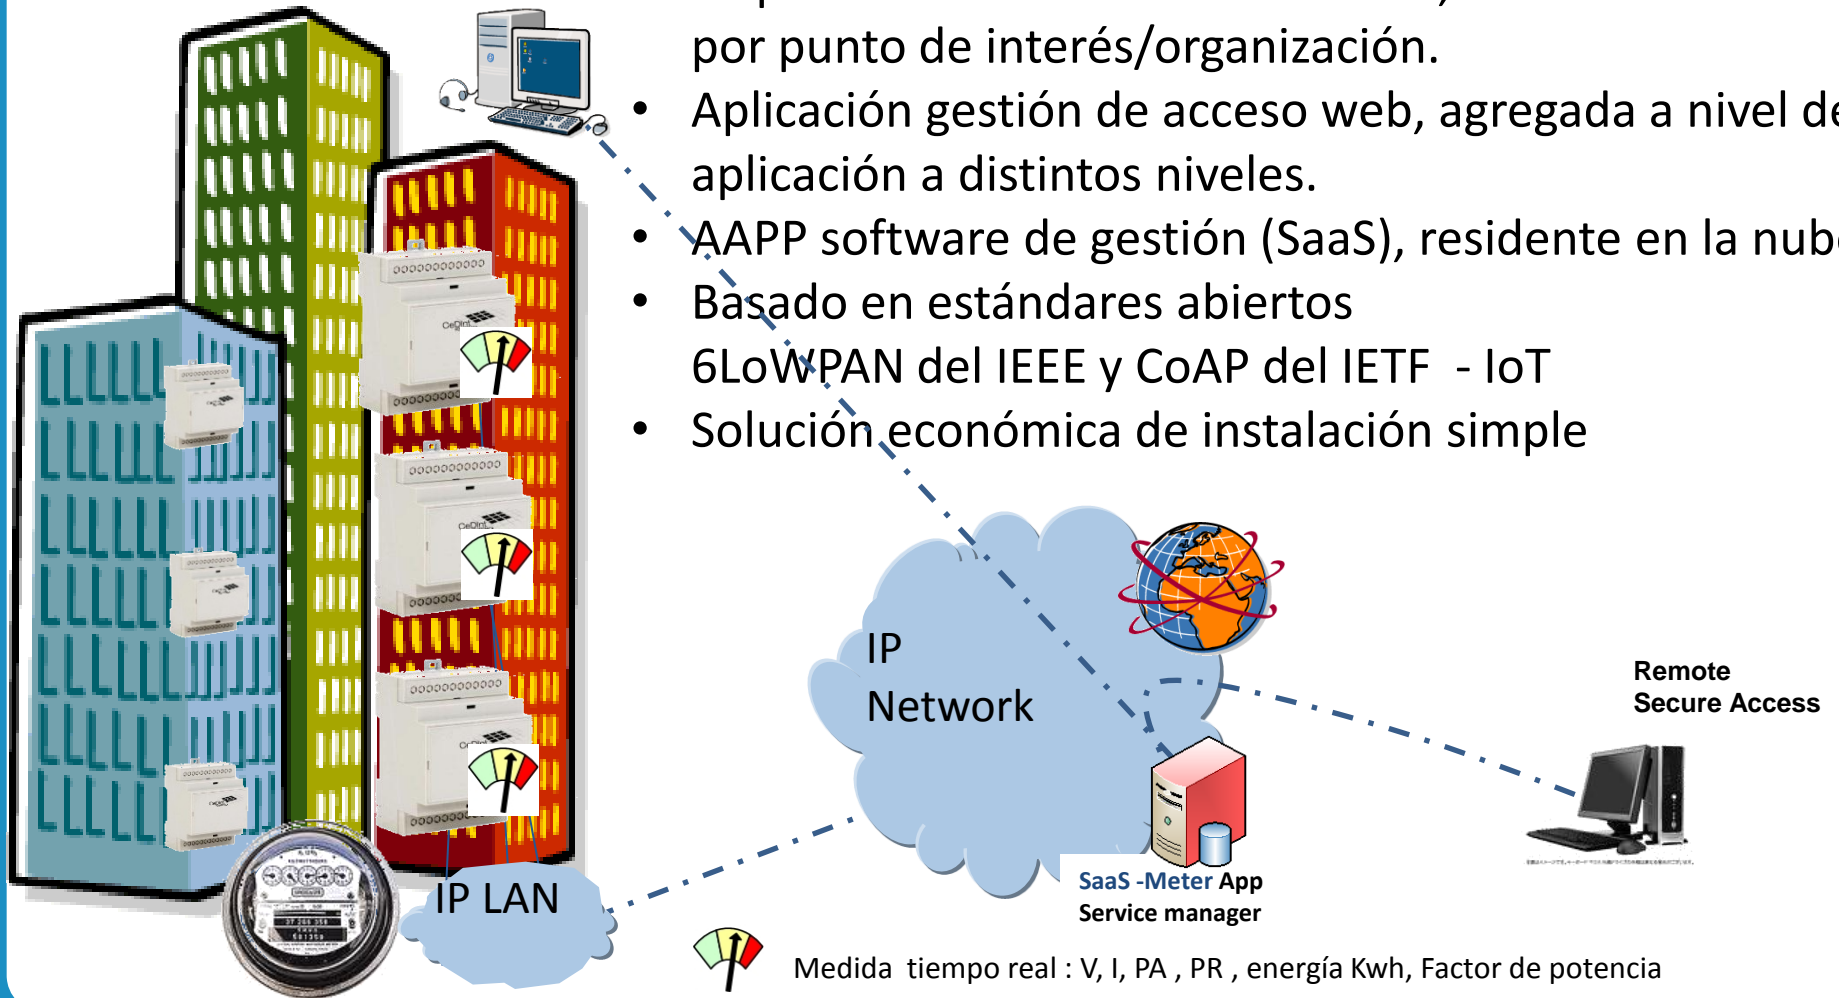 por punto de interés/organización.
• Aplicación gestión de acceso web, agregada a nivel de
aplicación a distintos niveles.
• AAPP software de gestión (SaaS), residente en la nube
• Basado en estándares abiertos
6LoWPAN del IEEE y CoAP del IETF - IoT
• Solución económica de instalación simple
CeDInt
CeDInt
CeDInt
IP
Network
Remote
Secure Access
IP LAN
SaaS -Meter App
Service manager
Medida tiempo real : V, I, PA , PR , energía Kwh, Factor de potencia